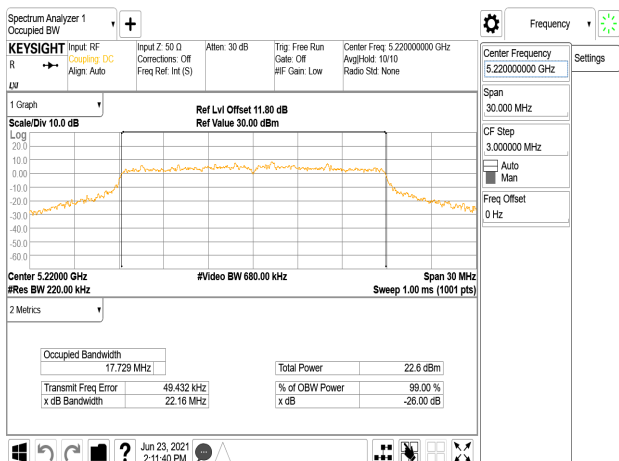 Spectrum Analyzer 1
Occupied BW
Frequency
KEYSIGHT
R
LXI
Input: RF
Coupling: DC
Align: Auto
Input Z: 50 Ω
Corrections: Off
Freq Ref: Int (S)
Atten: 30 dB
Trig: Free Run
Gate: Off
#IF Gain: Low
Center Freq: 5.220000000 GHz
Avg|Hold: 10/10
Radio Std: None
Center Frequency
5.220000000 GHz
Settings
Span
30.000 MHz
CF Step
3.000000 MHz
Auto
Man
Freq Offset
0 Hz
1 Graph
Scale/Div 10.0 dB
Ref Lvl Offset 11.80 dB
Ref Value 30.00 dBm
Log
20.0
10.0
0.00
-10.0
-20.0
-30.0
-40.0
-50.0
-60.0
Center 5.22000 GHz
#Video BW 680.00 kHz
Span 30 MHz
#Res BW 220.00 kHz
Sweep 1.00 ms (1001 pts)
2 Metrics
Occupied Bandwidth
17.729 MHz
Total Power 22.6 dBm
Transmit Freq Error 49.432 kHz
% of OBW Power 99.00 %
x dB Bandwidth 22.16 MHz
x dB -26.00 dB
?
Jun 23, 2021
2:11:40 PM